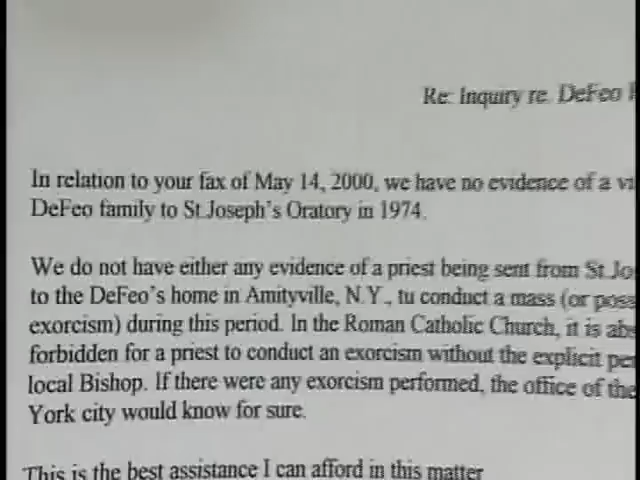 Re: Inquiry re. DeFeo
In relation to your fax of May 14, 2000, we have no evidence of a
DeFeo family to St.Joseph's Oratory in 1974.
We do not have either any evidence of a priest being sent from St.Jo
to the DeFeo's home in Amityville, N.Y., tu conduct a mass (or poss
exorcism) during this period. In the Roman Catholic Church, it is abs
forbidden for a priest to conduct an exorcism without the explicit per
local Bishop. If there were any exorcism performed, the office of the
York city would know for sure.
This is the best assistance I can afford in this matter